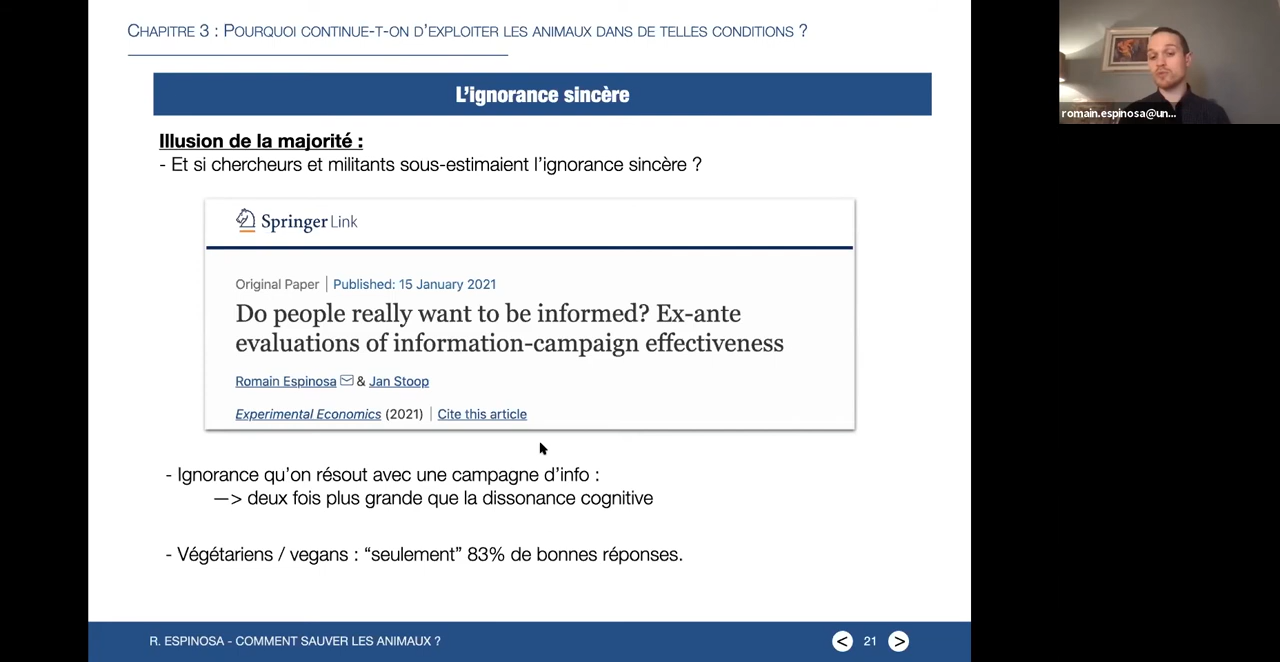 CHAPITRE 3 : POURQUOI CONTINUE-T-ON D'EXPLOITER LES ANIMAUX DANS DE TELLES CONDITIONS ?
L'ignorance sincère
Illusion de la majorité :
- Et si chercheurs et militants sous-estimaient l'ignorance sincère ?
Springer Link
Original Paper | Published: 15 January 2021
Do people really want to be informed? Ex-ante
evaluations of information-campaign effectiveness
Romain Espinosa & Jan Stoop
Experimental Economics (2021) | Cite this article
- Ignorance qu'on résout avec une campagne d'info :
—> deux fois plus grande que la dissonance cognitive
- Végétariens / vegans : “seulement” 83% de bonnes réponses.
R. ESPINOSA - COMMENT SAUVER LES ANIMAUX ?
< 21 >
romain.espinosa@un...